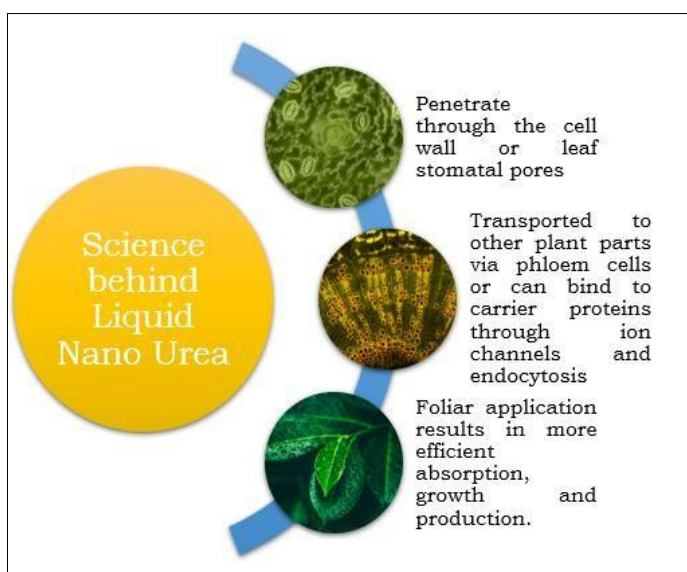 Science
behind
Liquid
Nano Urea
Penetrate
through the cell
wall or leaf
stomatal pores
Transported to
other plant parts
via phloem cells
or can bind to
carrier proteins
through ion
channels and
endocytosis
Foliar application
results in more
efficient
absorption,
growth and
production.